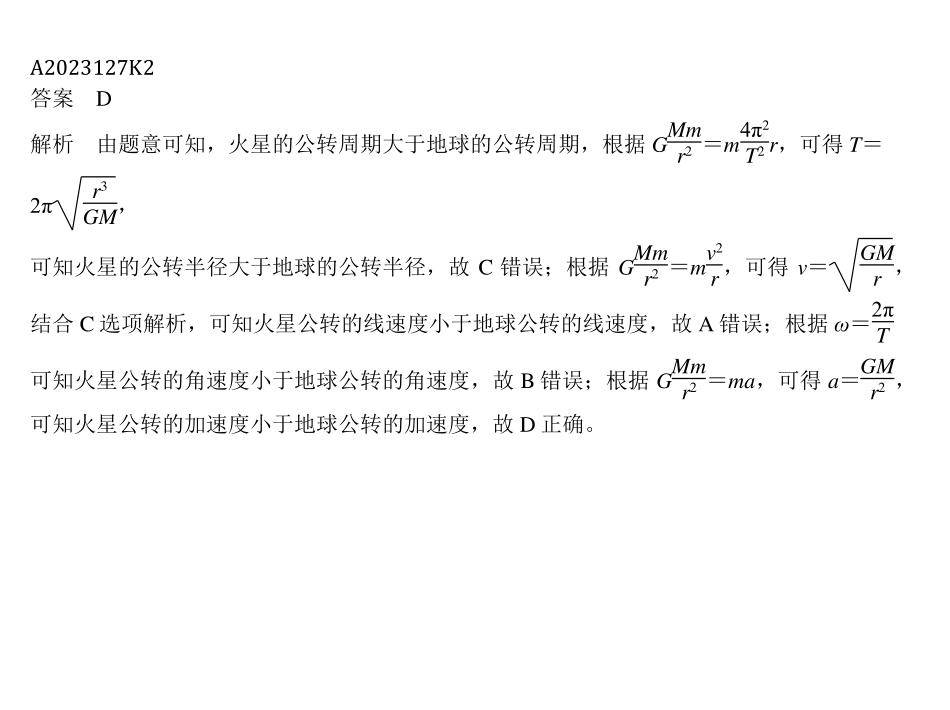 A2023127K2
答案　D
解析　由题意可知，火星的公转周期大于地球的公转周期，根据 G\frac{Mm}{r^2}＝m\frac{4π^2}{T^2}r，可得 T＝
2π\sqrt{\frac{r^3}{GM}}，
可知火星的公转半径大于地球的公转半径，故 C 错误；根据 G\frac{Mm}{r^2}＝m\frac{v^2}{r}，可得 v＝\sqrt{\frac{GM}{r}}，
结合 C 选项解析，可知火星公转的线速度小于地球公转的线速度，故 A 错误；根据 ω＝\frac{2π}{T}
可知火星公转的角速度小于地球公转的角速度，故 B 错误；根据 G\frac{Mm}{r^2}＝ma，可得 a＝\frac{GM}{r^2}，
可知火星公转的加速度小于地球公转的加速度，故 D 正确。